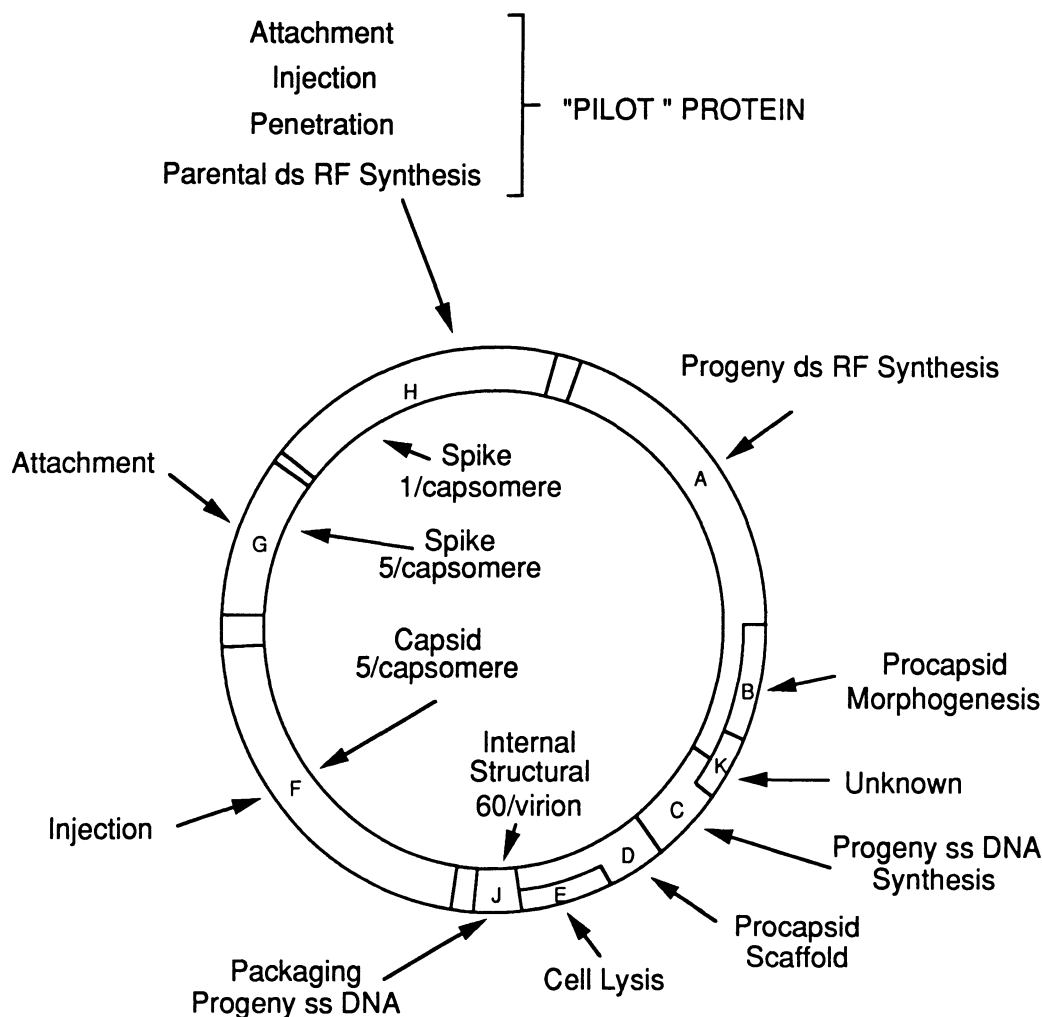 Attachment
Injection
Penetration
Parental ds RF Synthesis
"PILOT " PROTEIN
Progeny ds RF Synthesis
H
A
Attachment
Spike
1/capsomere
G
Spike
5/capsomere
Capsid
5/capsomere
Procapsid
Morphogenesis
B
Internal
Structural
60/virion
K
Unknown
F
C
Injection
D
Progeny ss DNA
Synthesis
J
E
Procapsid
Scaffold
Packaging
Progeny ss DNA
Cell Lysis